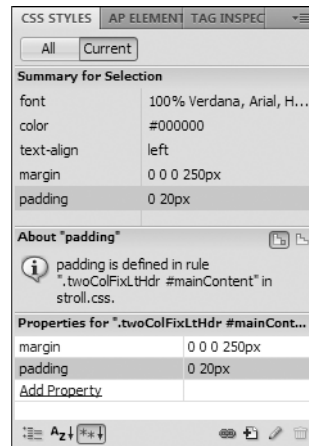 CSS STYLES AP ELEMENT TAG INSPEC
All Current
Summary for Selection
font 100% Verdana, Arial, H...
color #000000
text-align left
margin 0 0 0 250px
padding 0 20px
About "padding"
padding is defined in rule
".twoColFixLtHdr #mainContent" in
stroll.css.
Properties for ".twoColFixLtHdr #mainCont...
margin 0 0 0 250px
padding 0 20px
Add Property
AZ↓ **↓